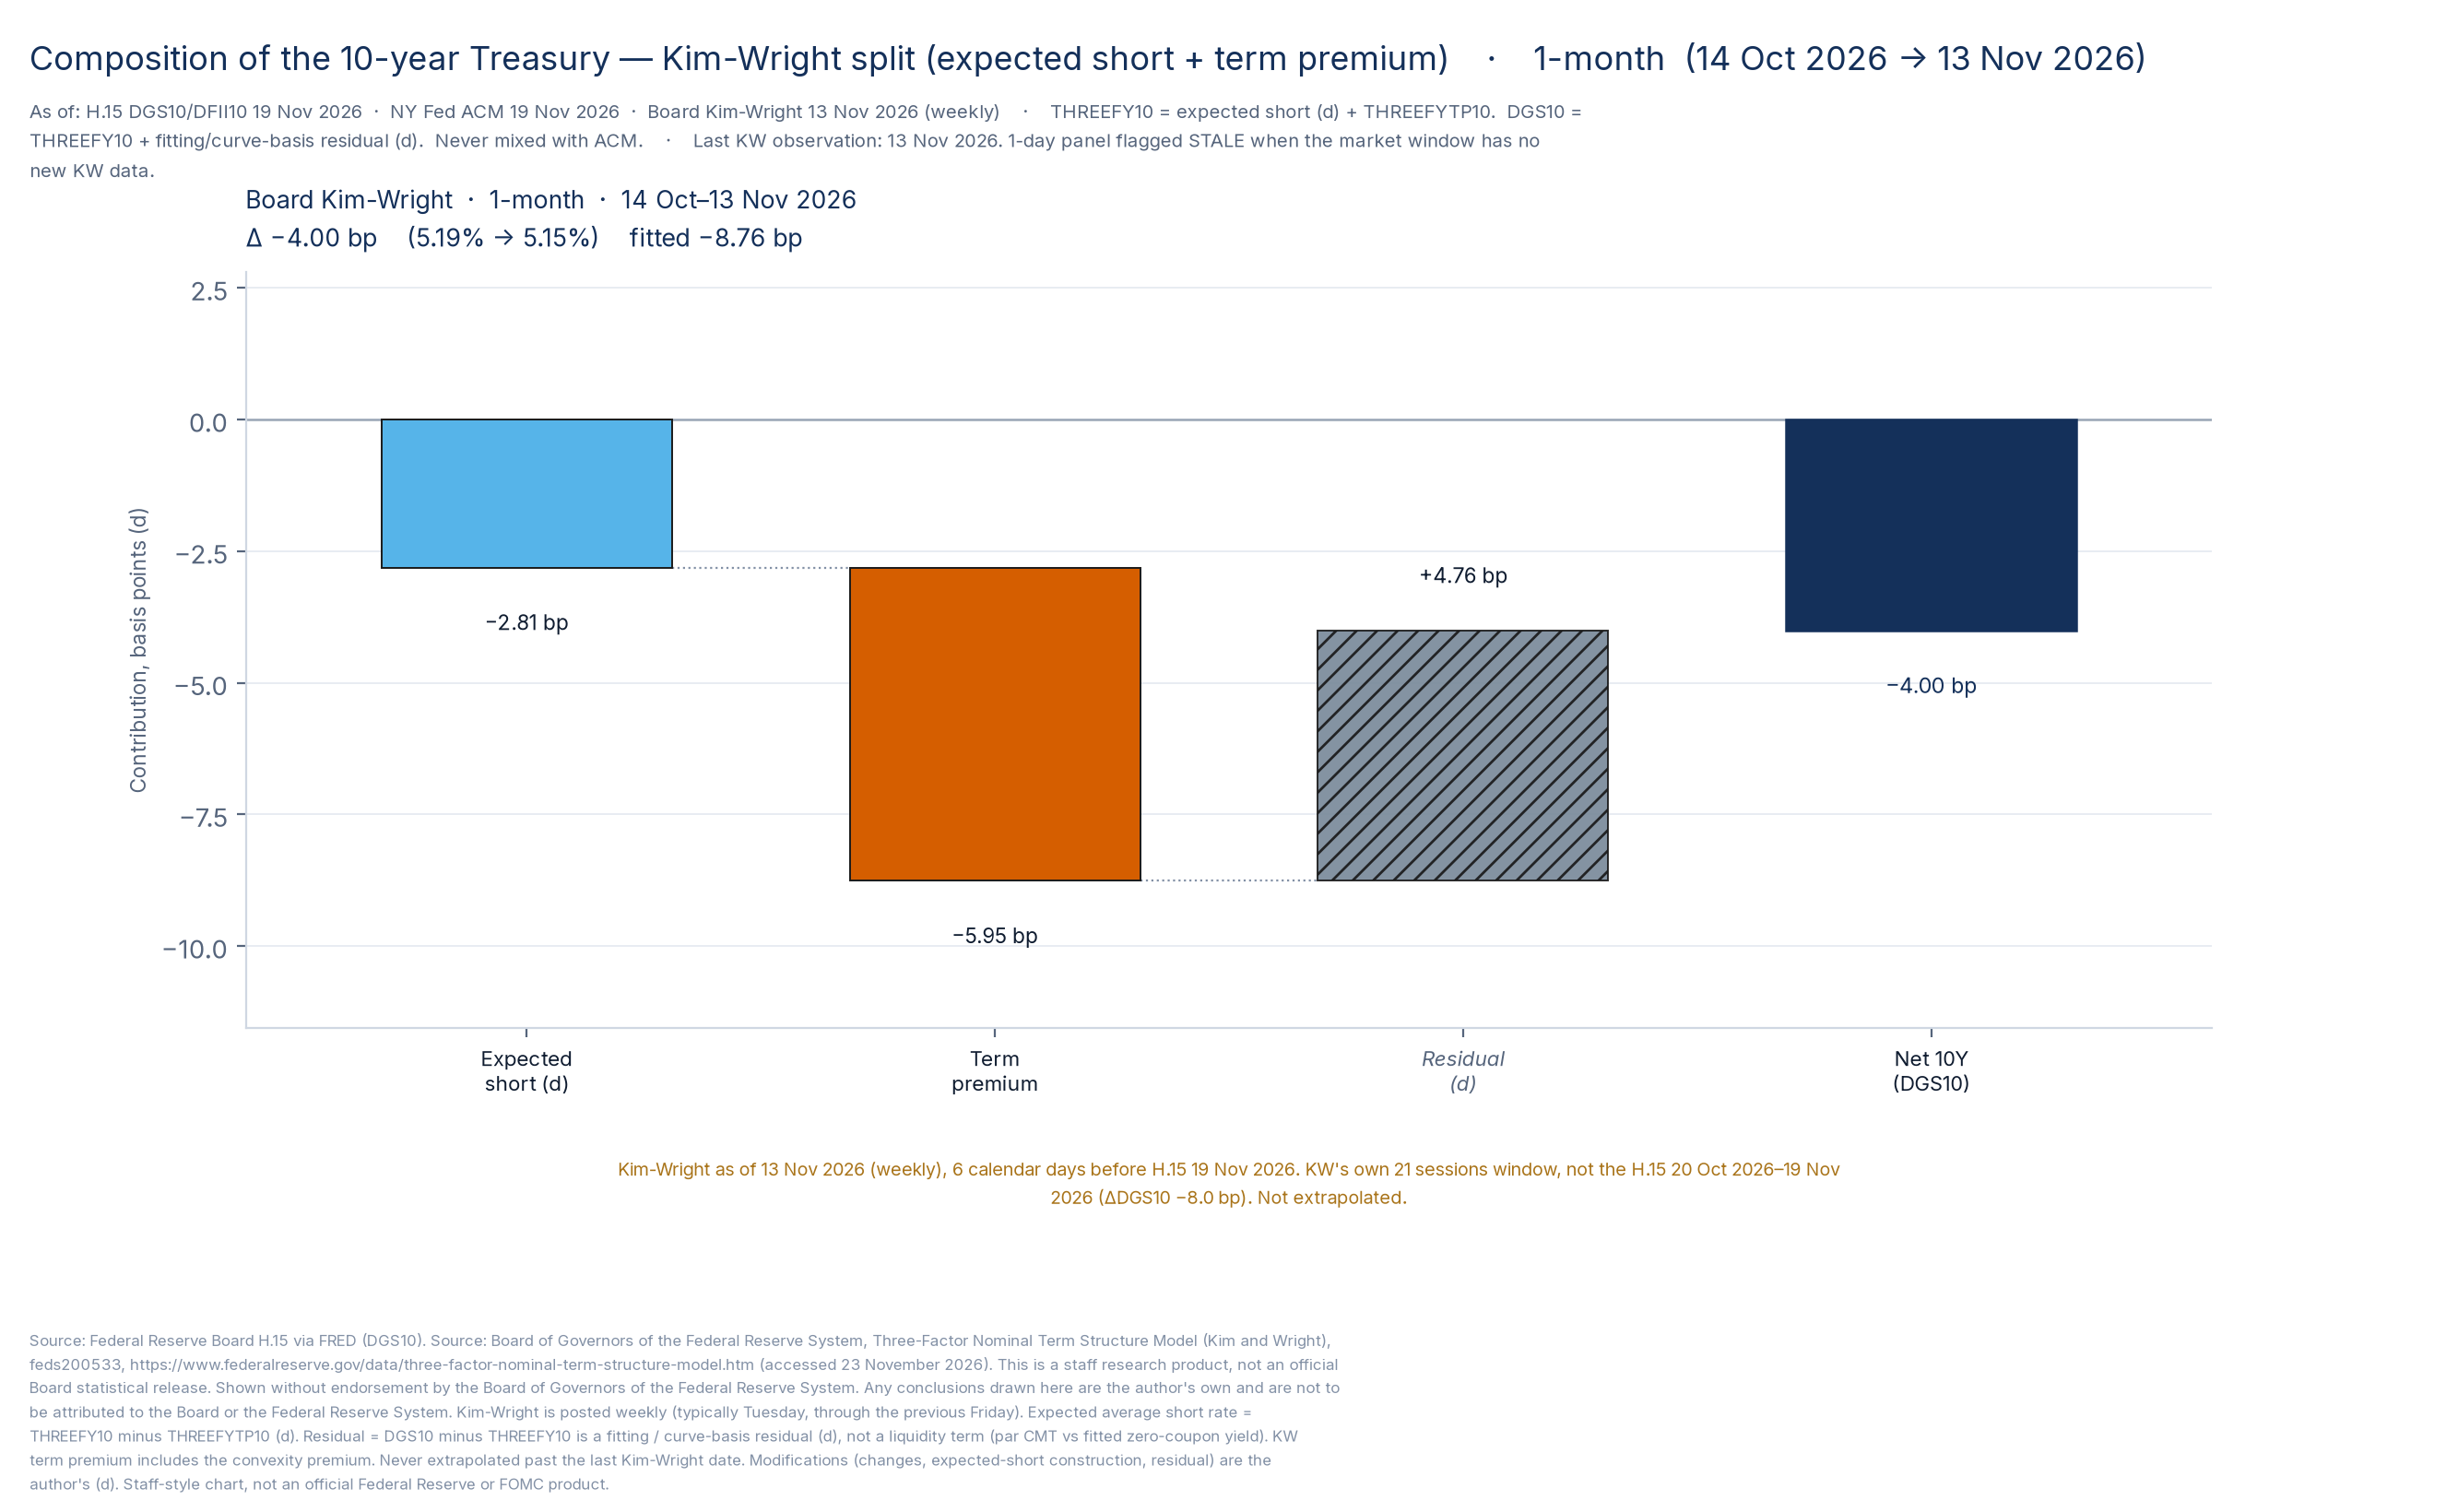 Composition of the 10-year Treasury — Kim-Wright split (expected short + term premium)   ·   1-month  (14 Oct 2026 → 13 Nov 2026)
As of: H.15 DGS10/DFII10 19 Nov 2026  ·  NY Fed ACM 19 Nov 2026  ·  Board Kim-Wright 13 Nov 2026 (weekly)   ·   THREEFY10 = expected short (d) + THREEFYTP10.  DGS10 =
THREEFY10 + fitting/curve-basis residual (d).  Never mixed with ACM.   ·   Last KW observation: 13 Nov 2026. 1-day panel flagged STALE when the market window has no
new KW data.
Board Kim-Wright  ·  1-month  ·  14 Oct–13 Nov 2026
Δ −4.00 bp   (5.19% → 5.15%)   fitted −8.76 bp
Contribution, basis points (d)
2.5
0.0
−2.5
−5.0
−7.5
−10.0
−2.81 bp
−5.95 bp
+4.76 bp
−4.00 bp
Expected
short (d)
Term
premium
Residual
(d)
Net 10Y
(DGS10)
Kim-Wright as of 13 Nov 2026 (weekly), 6 calendar days before H.15 19 Nov 2026. KW's own 21 sessions window, not the H.15 20 Oct 2026–19 Nov
2026 (ΔDGS10 −8.0 bp). Not extrapolated.
Source: Federal Reserve Board H.15 via FRED (DGS10). Source: Board of Governors of the Federal Reserve System, Three-Factor Nominal Term Structure Model (Kim and Wright),
feds200533, https://www.federalreserve.gov/data/three-factor-nominal-term-structure-model.htm (accessed 23 November 2026). This is a staff research product, not an official
Board statistical release. Shown without endorsement by the Board of Governors of the Federal Reserve System. Any conclusions drawn here are the author's own and are not to
be attributed to the Board or the Federal Reserve System. Kim-Wright is posted weekly (typically Tuesday, through the previous Friday). Expected average short rate =
THREEFY10 minus THREEFYTP10 (d). Residual = DGS10 minus THREEFY10 is a fitting / curve-basis residual (d), not a liquidity term (par CMT vs fitted zero-coupon yield). KW
term premium includes the convexity premium. Never extrapolated past the last Kim-Wright date. Modifications (changes, expected-short construction, residual) are the
author's (d). Staff-style chart, not an official Federal Reserve or FOMC product.